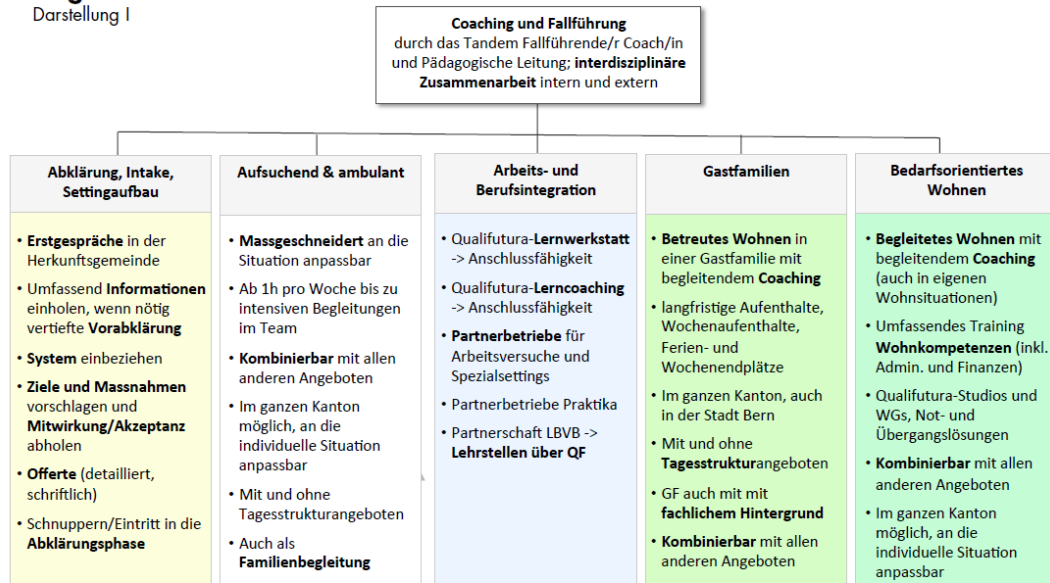 Darstellung I
Coaching und Fallführung
durch das Tandem Fallführende/r Coach/in
und Pädagogische Leitung; interdisziplinäre
Zusammenarbeit intern und extern
Abklärung, Intake,
Settingaufbau
• Erstgespräche in der
Herkunftsgemeinde
• Umfassend Informationen
einholen, wenn nötig
vertiefte Vorabklärung
• System einbeziehen
• Ziele und Massnahmen
vorschlagen und
Mitwirkung/Akzeptanz
abholen
• Offerte (detailliert,
schriftlich)
• Schnuppern/Eintritt in die
Abklärungsphase
Aufsuchend & ambulant
• Massgeschneidert an die
Situation anpassbar
• Ab 1h pro Woche bis zu
intensiven Begleitungen
im Team
• Kombinierbar mit allen
anderen Angeboten
• Im ganzen Kanton
möglich, an die
individuelle Situation
anpassbar
• Mit und ohne
Tagesstrukturangeboten
• Auch als
Familienbegleitung
Arbeits- und
Berufsintegration
• Qualifutura-Lernwerkstatt
-> Anschlussfähigkeit
• Qualifutura-Lerncoaching
-> Anschlussfähigkeit
• Partnerbetriebe für
Arbeitsversuche und
Spezialsettings
• Partnerbetriebe Praktika
• Partnerschaft LBVB ->
Lehrstellen über QF
Gastfamilien
• Betreutes Wohnen in
einer Gastfamilie mit
begleitendem Coaching
• langfristige Aufenthalte,
Wochenaufenthalte,
Ferien- und
Wochenendplätze
• Im ganzen Kanton, auch
in der Stadt Bern
• Mit und ohne
Tagesstrukturangeboten
• GF auch mit mit
fachlichem Hintergrund
• Kombinierbar mit allen
anderen Angeboten
Bedarfsorientiertes
Wohnen
• Begleitetes Wohnen mit
begleitendem Coaching
(auch in eigenen
Wohnsituationen)
• Umfassendes Training
Wohnkompetenzen (inkl.
Admin. und Finanzen)
• Qualifutura-Studios und
WGs, Not- und
Übergangslösungen
• Kombinierbar mit allen
anderen Angeboten
• Im ganzen Kanton
möglich, an die
individuelle Situation
anpassbar